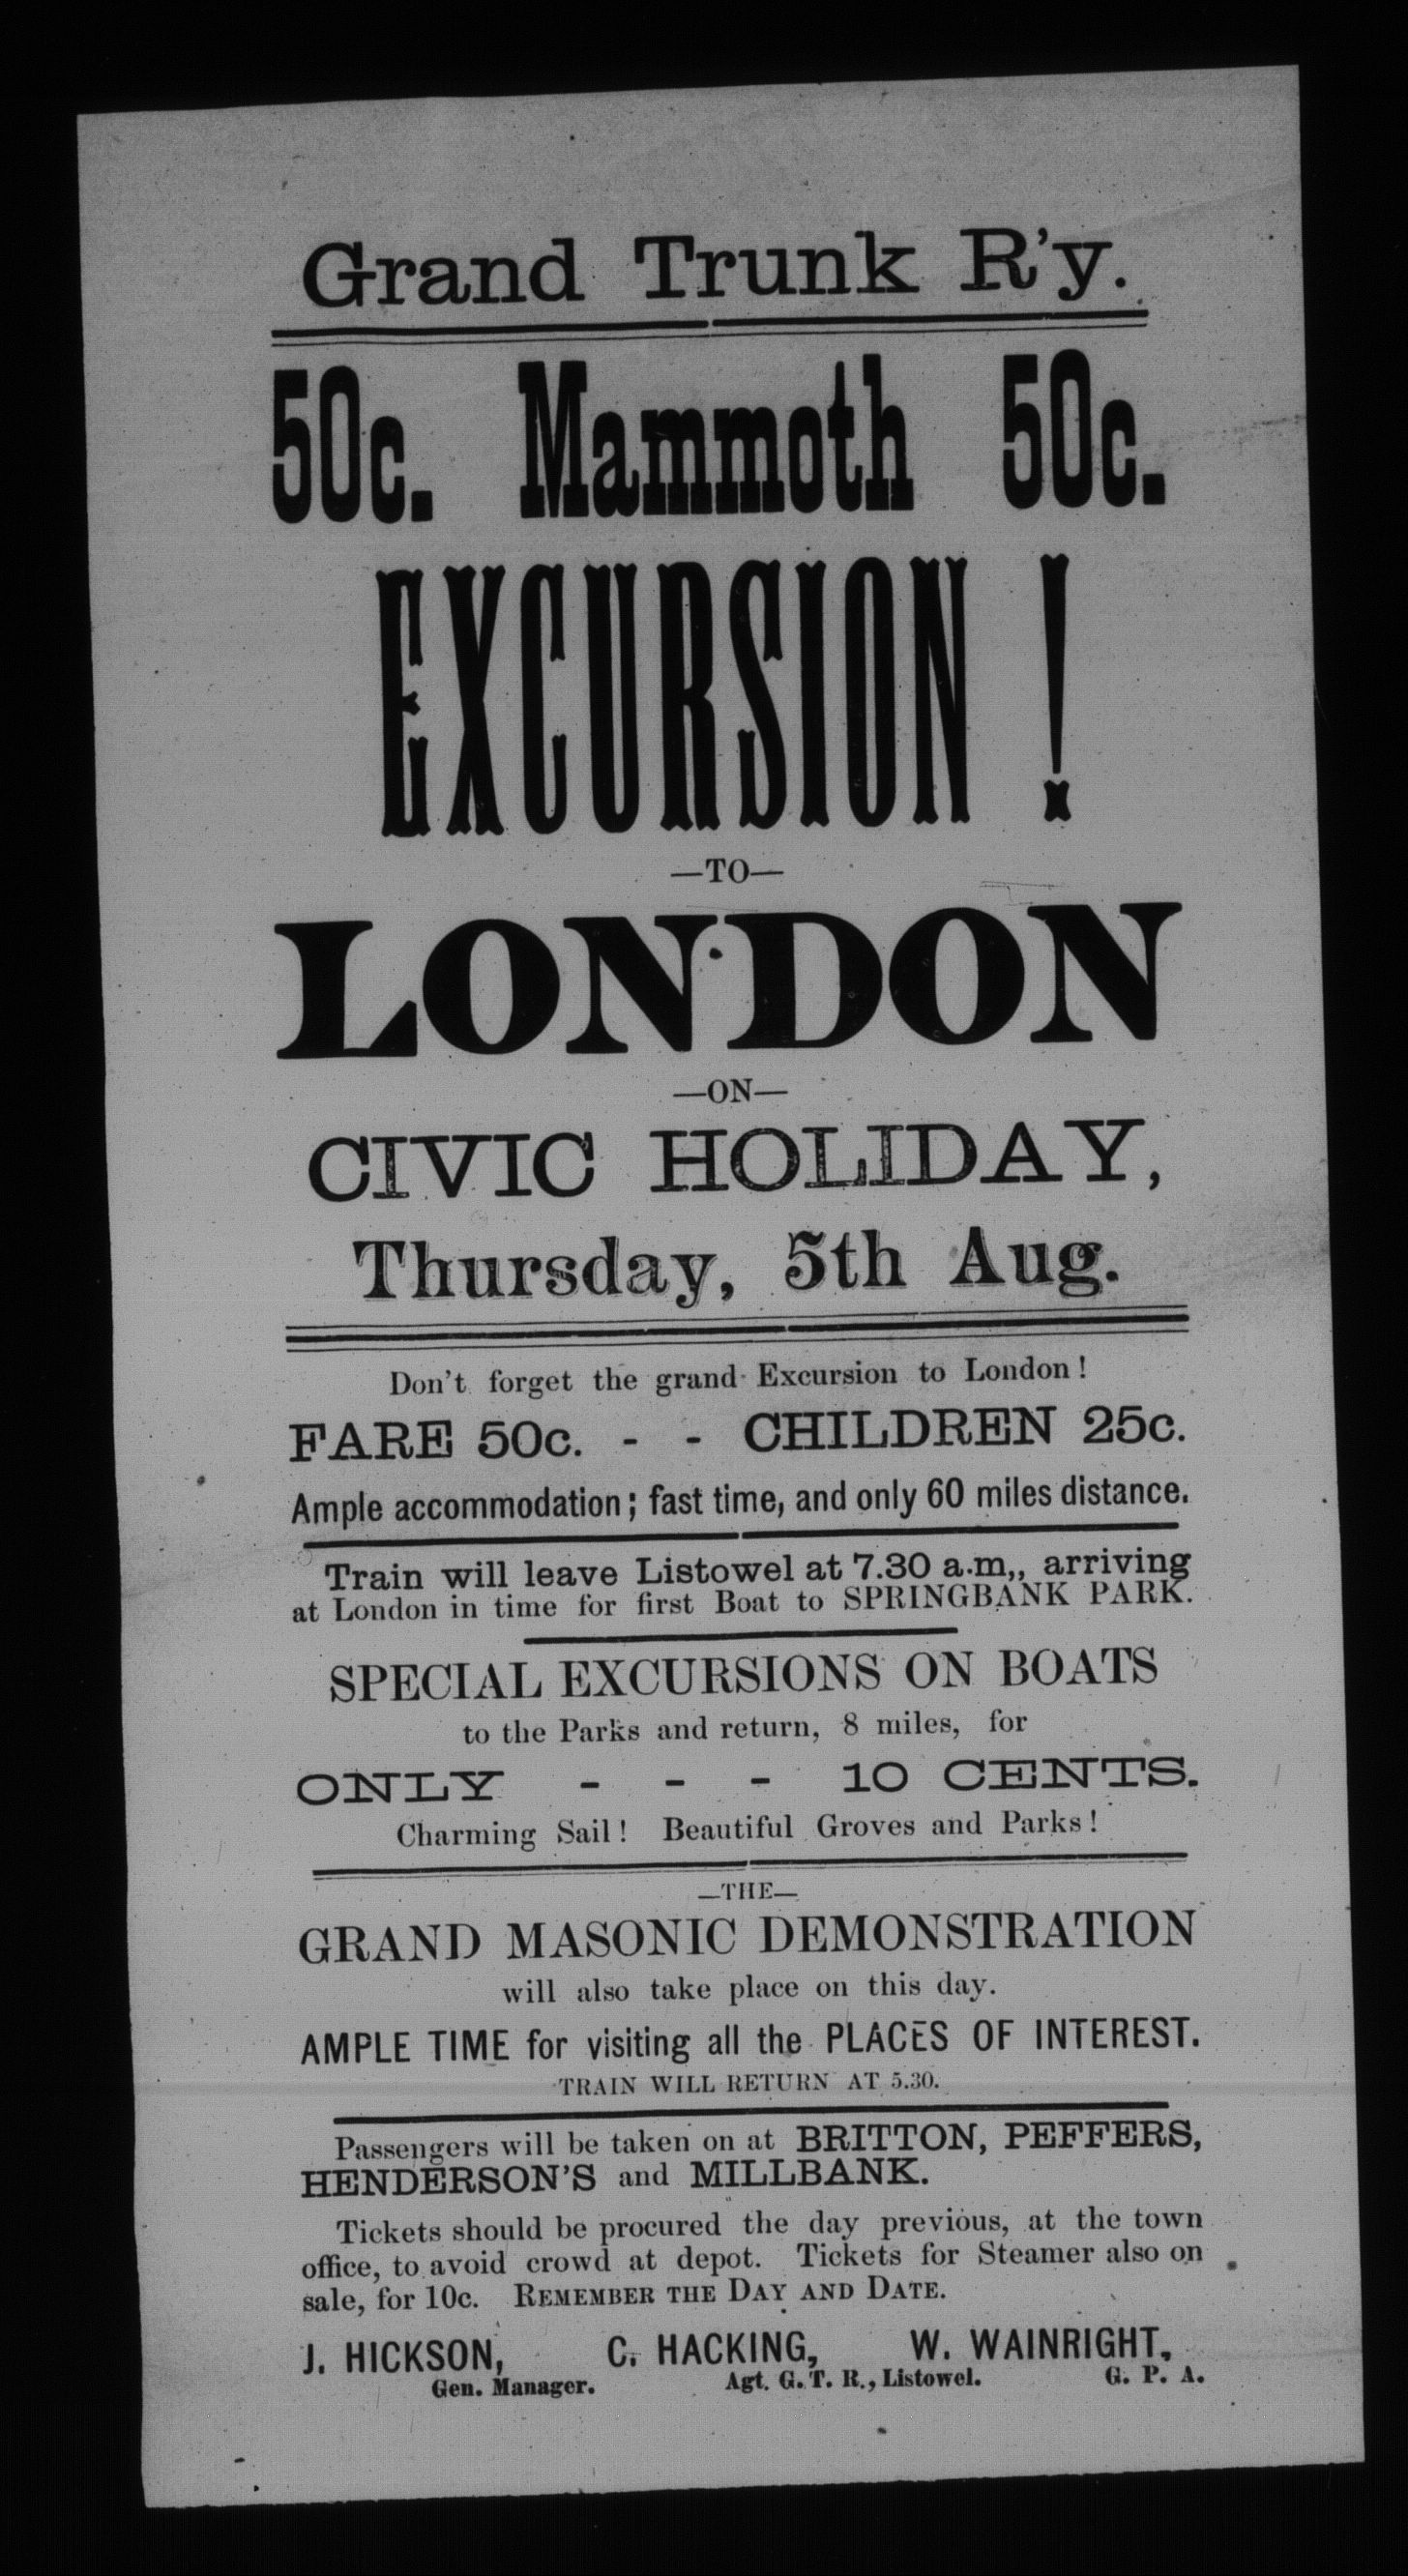 Grand Trunk R'y.
50c. Mammoth 50c.
EXCURSION !
—TO—
LONDON
—ON—
CIVIC HOLIDAY,
Thursday, 5th Aug.
Don't forget the grand Excursion to London !
FARE 50c. - - CHILDREN 25c.
Ample accommodation; fast time, and only 60 miles distance.
Train will leave Listowel at 7.30 a.m,, arriving
at London in time for first Boat to SPRINGBANK PARK.
SPECIAL EXCURSIONS ON BOATS
to the Parks and return, 8 miles, for
ONLY - - - 10 CENTS.
Charming Sail ! Beautiful Groves and Parks !
—THE—
GRAND MASONIC DEMONSTRATION
will also take place on this day.
AMPLE TIME for visiting all the PLACES OF INTEREST.
TRAIN WILL RETURN AT 5.30.
Passengers will be taken on at BRITTON, PEFFERS,
HENDERSON'S and MILLBANK.
Tickets should be procured the day previous, at the town
office, to avoid crowd at depot. Tickets for Steamer also on
sale, for 10c. REMEMBER THE DAY AND DATE.
J. HICKSON, C. HACKING, W. WAINRIGHT,
Gen. Manager. Agt. G. T. R., Listowel. G. P. A.